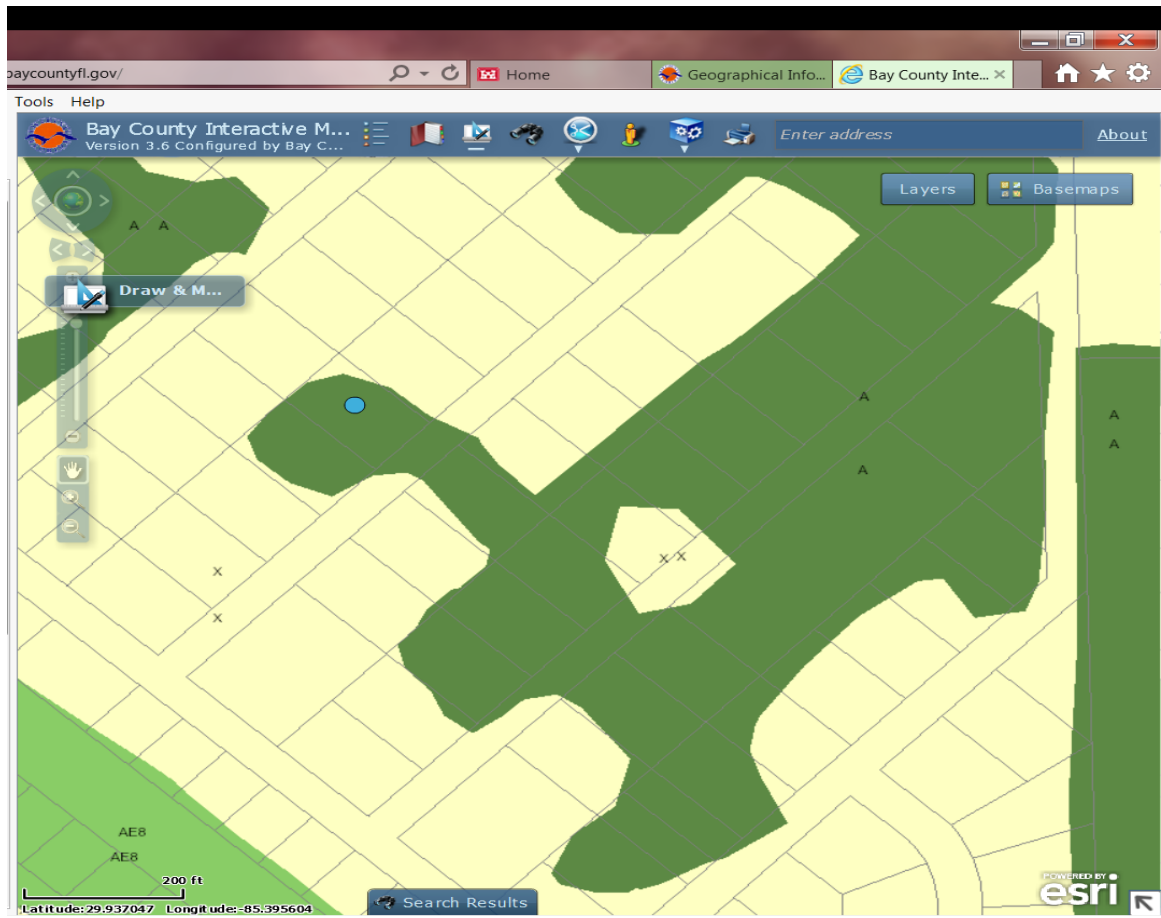 baycountyfl.gov/
Home
Geographical Info...
Bay County Inte...
Tools Help
Bay County Interactive M...
Version 3.6 Configured by Bay C...
Enter address
About
Layers
Basemaps
A A
Draw & M...
A
A
A
A
X X
X
X
AE8
AE8
200 ft
Latitude:29.937047 Longitude:-85.395604
Search Results
POWERED BY
esri